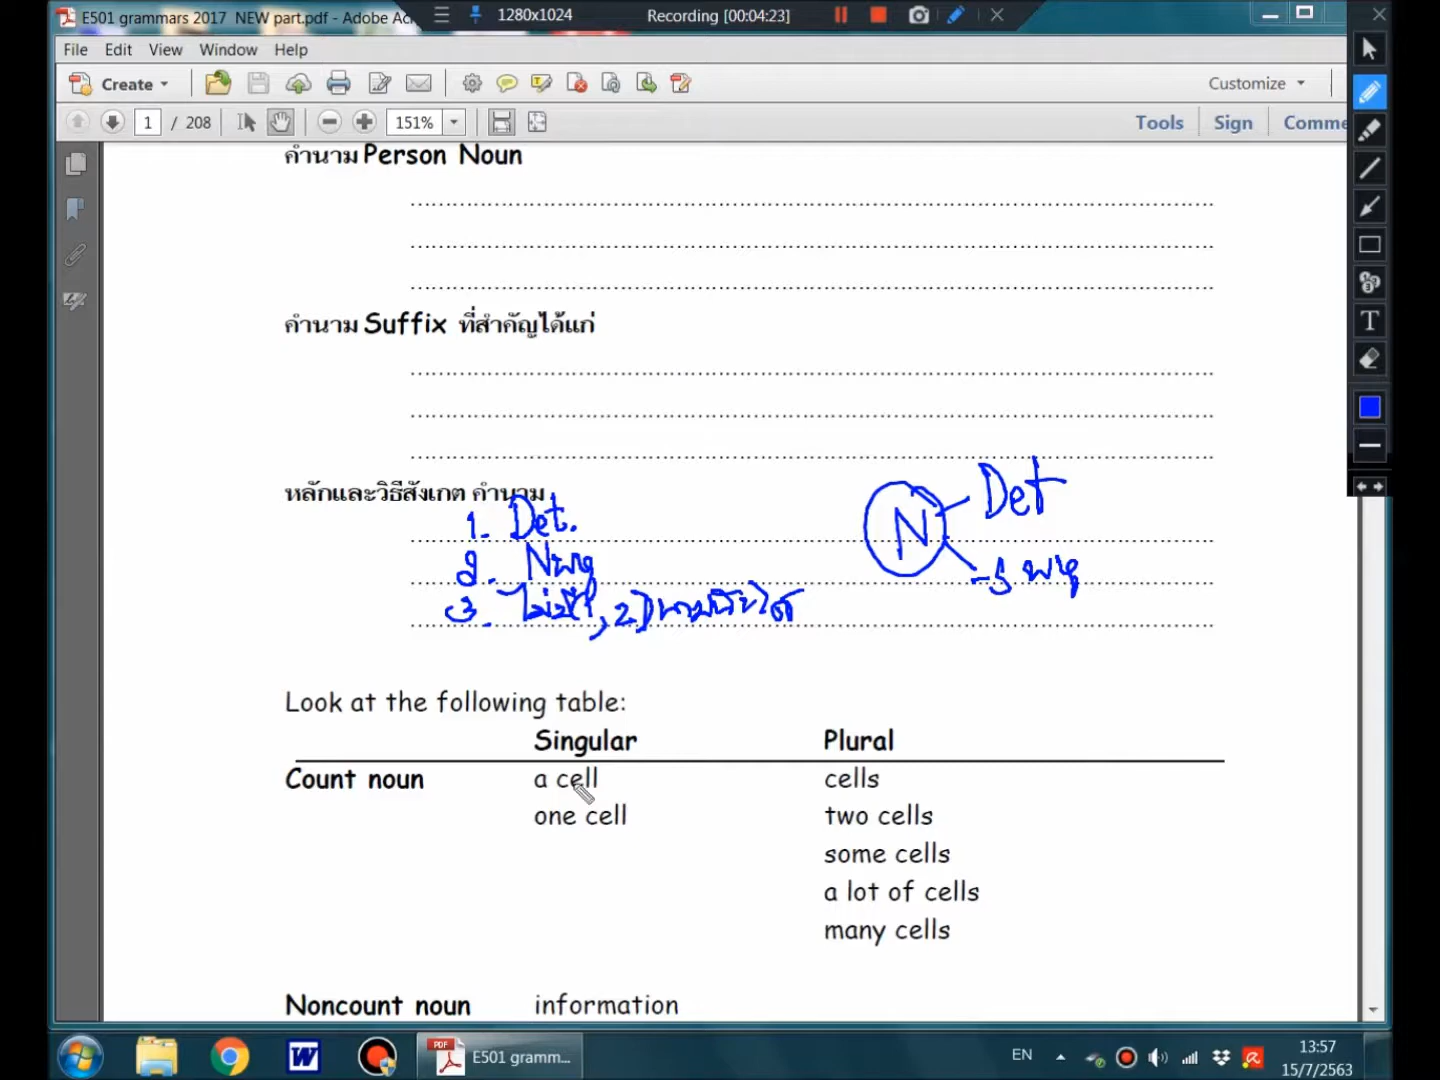 E501 grammars 2017 NEW part.pdf - Adobe Acr
1280x1024
Recording [00:04:23]
File Edit View Window Help
Create
Customize
1 / 208
151%
Tools Sign Comme
คำนาม Person Noun
คำนาม Suffix ที่สำคัญได้แก่
หลักและวิธีสังเกต คำนาม
1. Det.
2. N
3.
N
Det
-s
Look at the following table:
Singular Plural
Count noun a cell cells
one cell two cells
some cells
a lot of cells
many cells
Noncount noun information
E501 gramm...
EN
13:57
15/7/2563